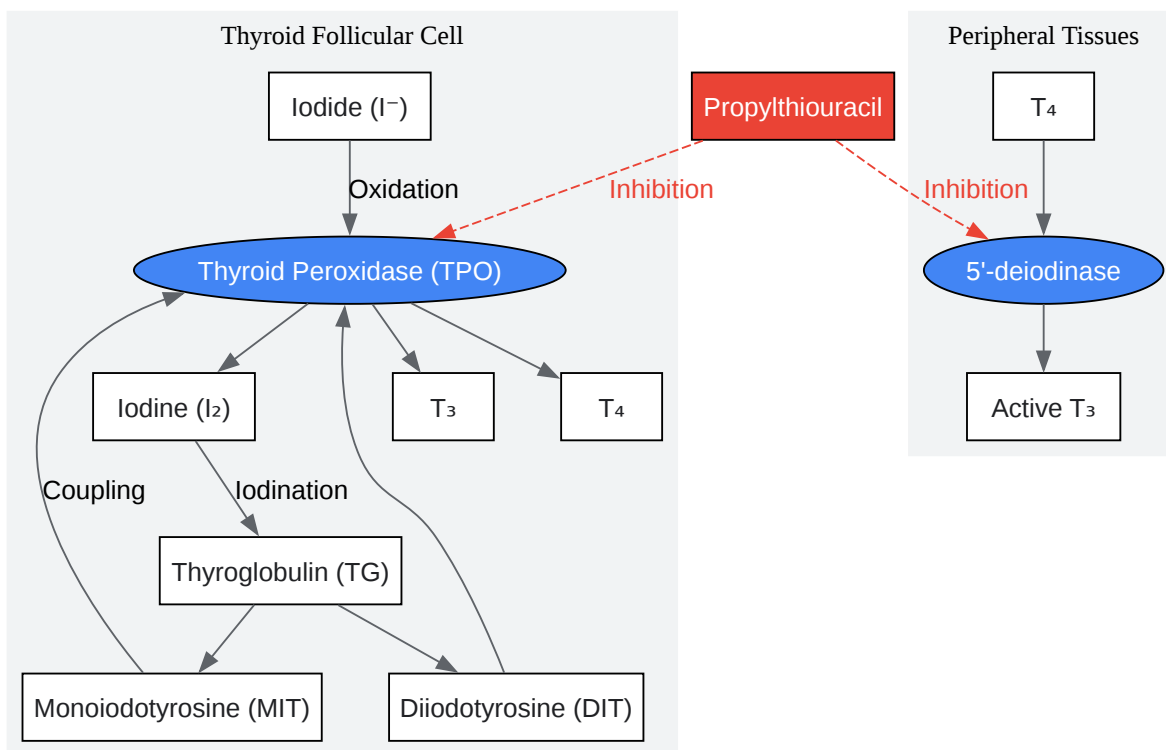 Thyroid Follicular Cell
Peripheral Tissues
Iodide (I⁻)
Propylthiouracil
T₄
Oxidation
Inhibition
Inhibition
Thyroid Peroxidase (TPO)
5'-deiodinase
Iodine (I₂)
T₃
T₄
Active T₃
Coupling
Iodination
Thyroglobulin (TG)
Monoiodotyrosine (MIT)
Diiodotyrosine (DIT)